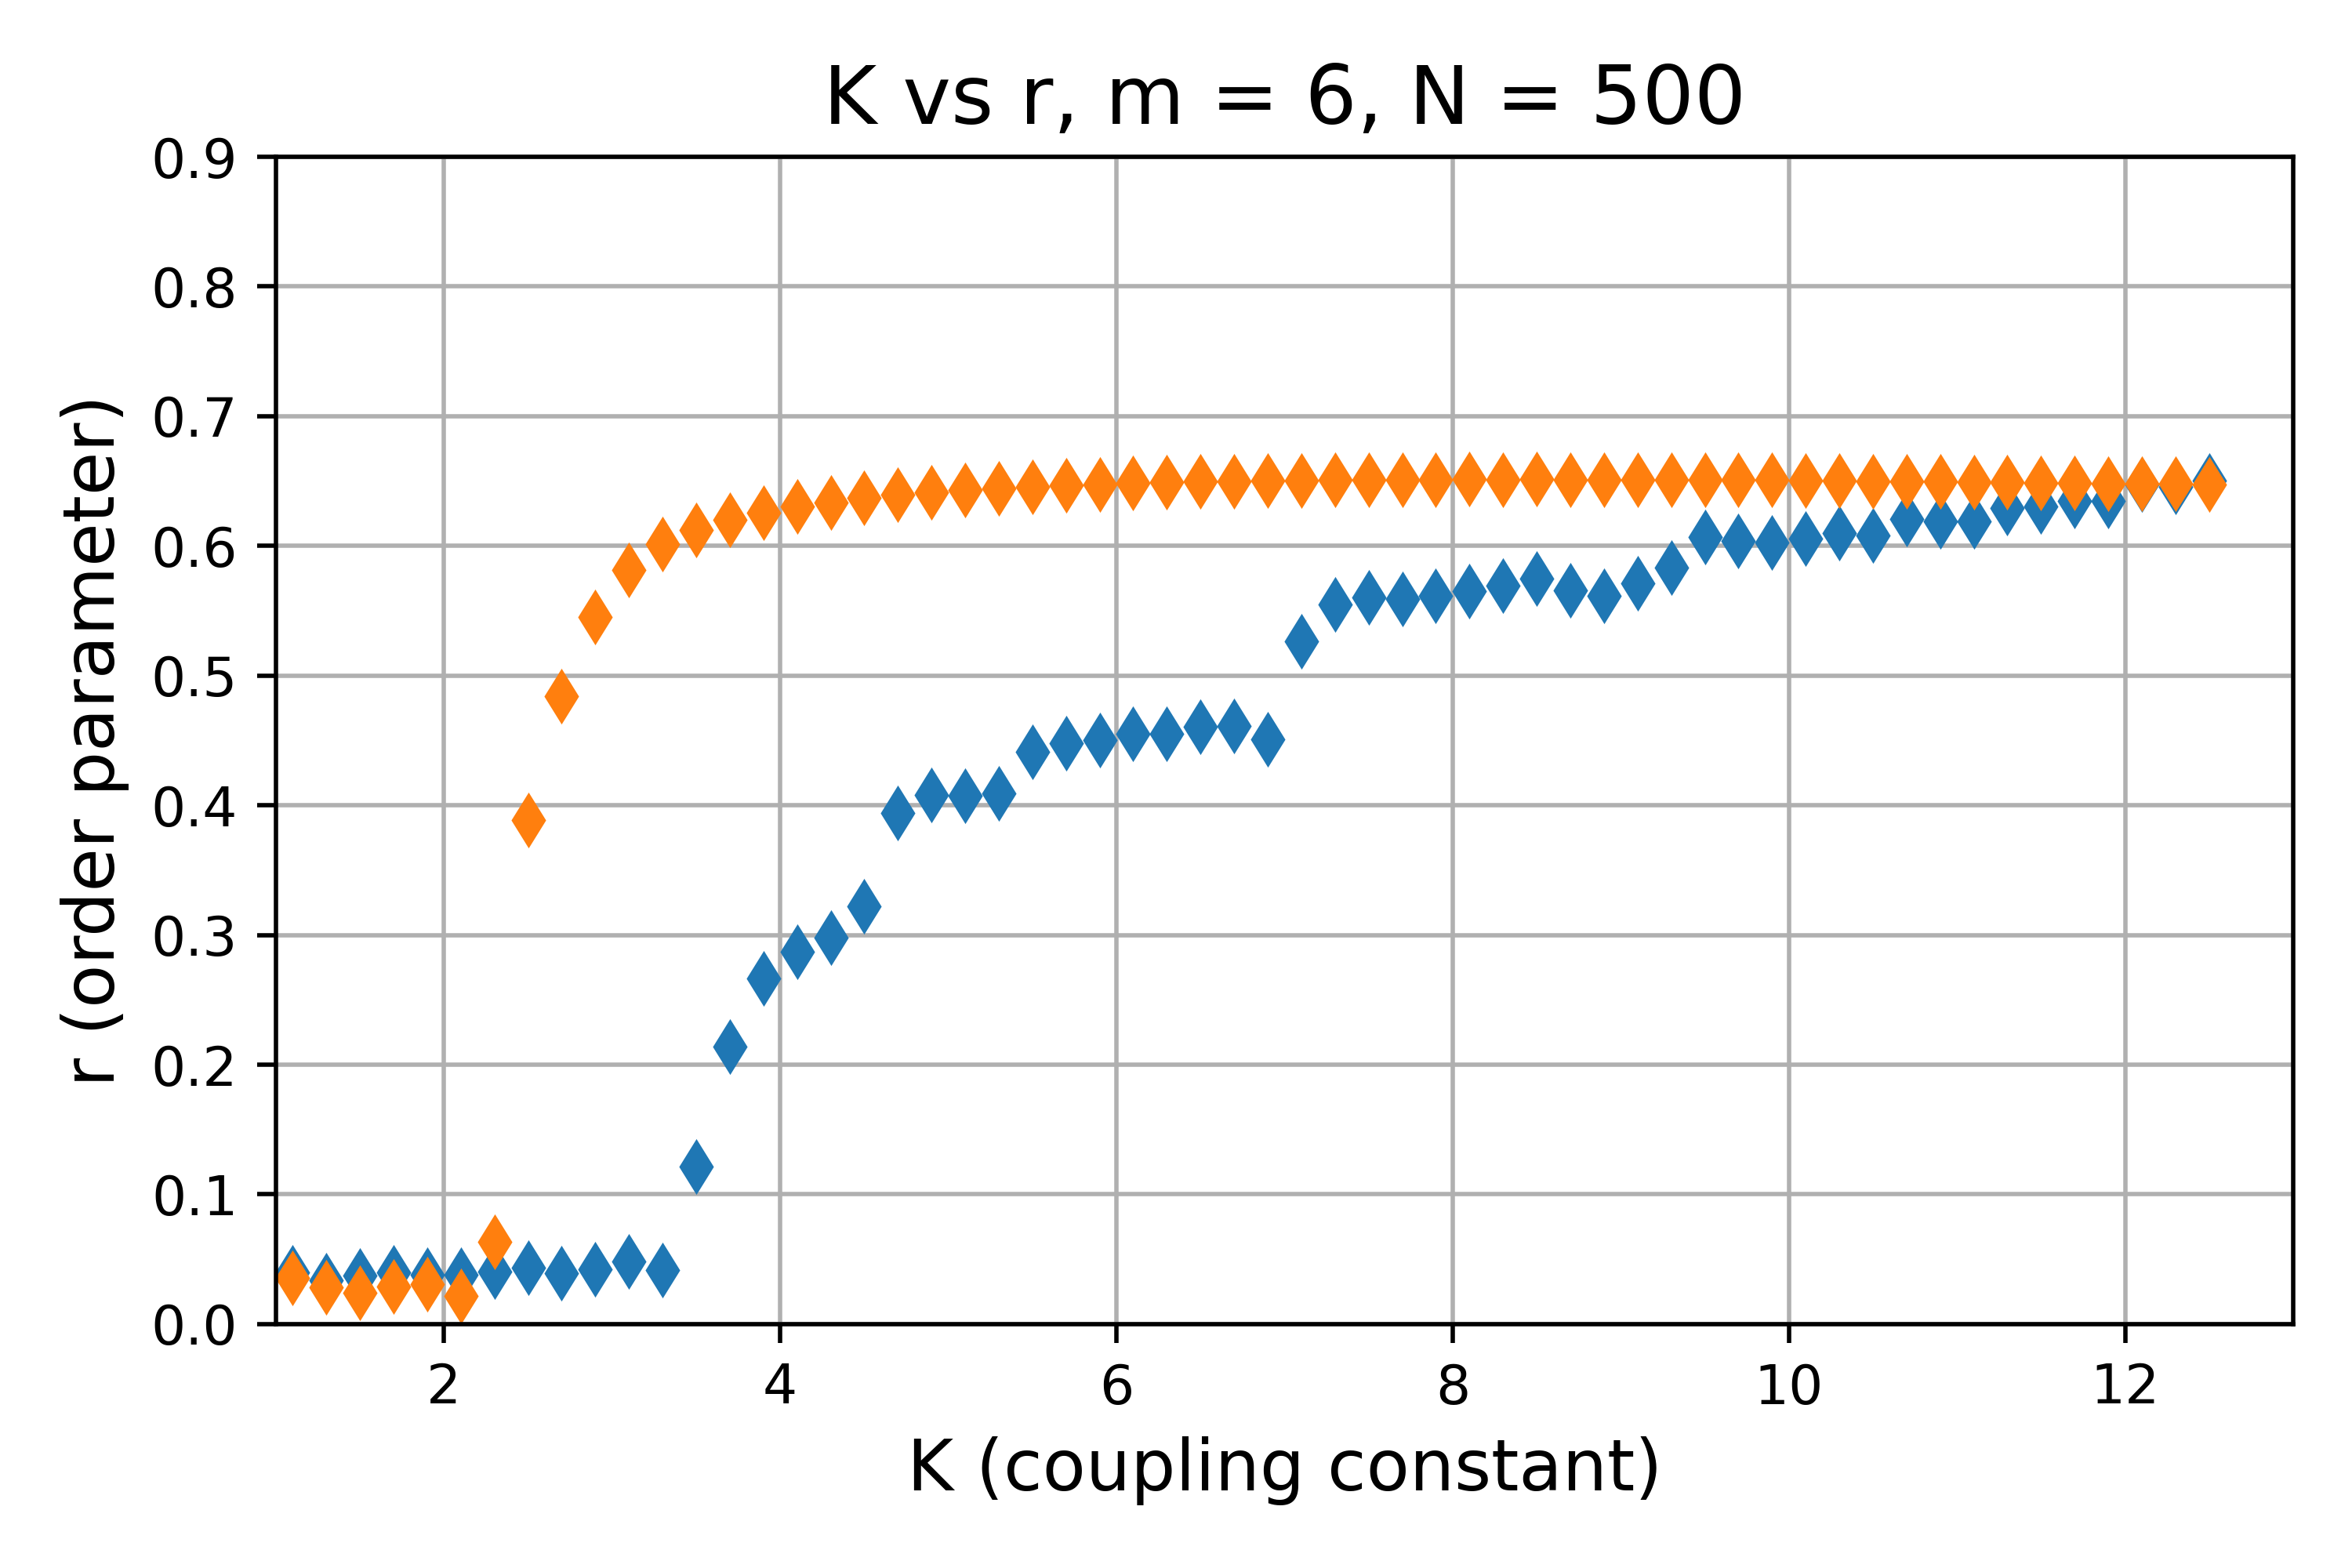 K vs r, m = 6, N = 500
r (order parameter)
0.9
0.8
0.7
0.6
0.5
0.4
0.3
0.2
0.1
0.0
2 4 6 8 10 12
K (coupling constant)